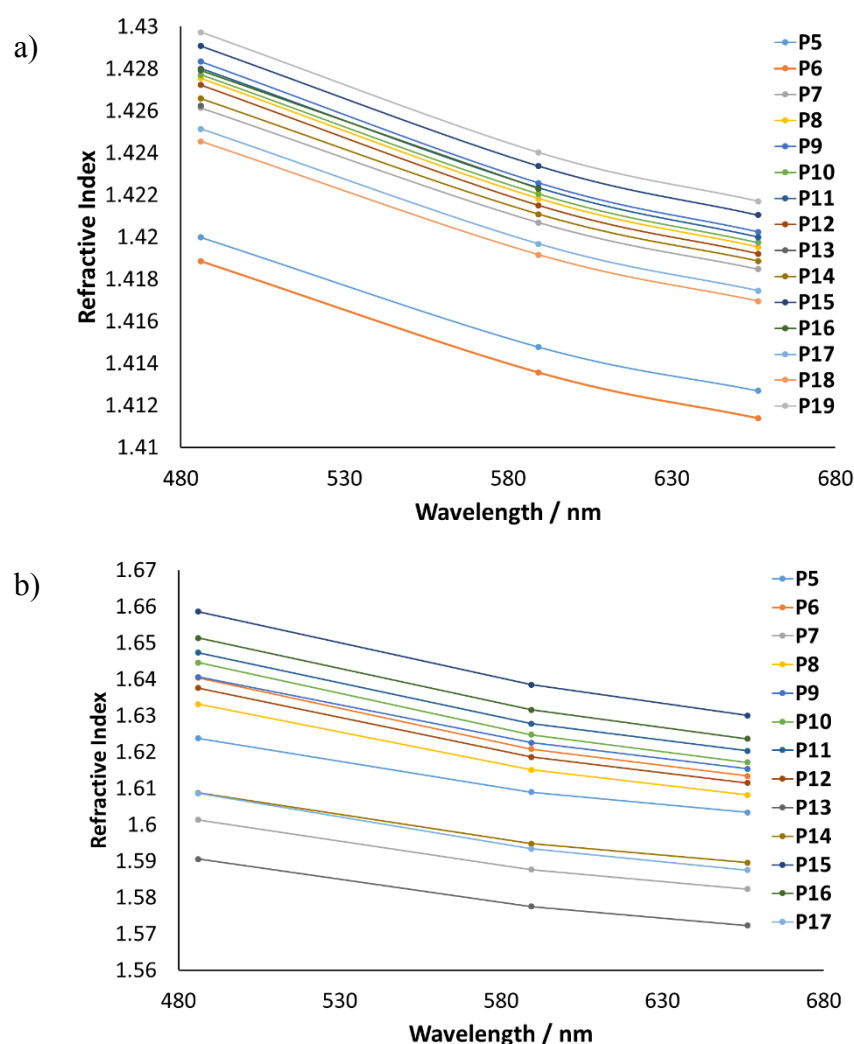 a)
Refractive Index
1.43
1.428
1.426
1.424
1.422
1.42
1.418
1.416
1.414
1.412
1.41
480 530 580 630 680
Wavelength / nm
P5
P6
P7
P8
P9
P10
P11
P12
P13
P14
P15
P16
P17
P18
P19
b)
Refractive Index
1.67
1.66
1.65
1.64
1.63
1.62
1.61
1.6
1.59
1.58
1.57
1.56
480 530 580 630 680
Wavelength / nm
P5
P6
P7
P8
P9
P10
P11
P12
P13
P14
P15
P16
P17